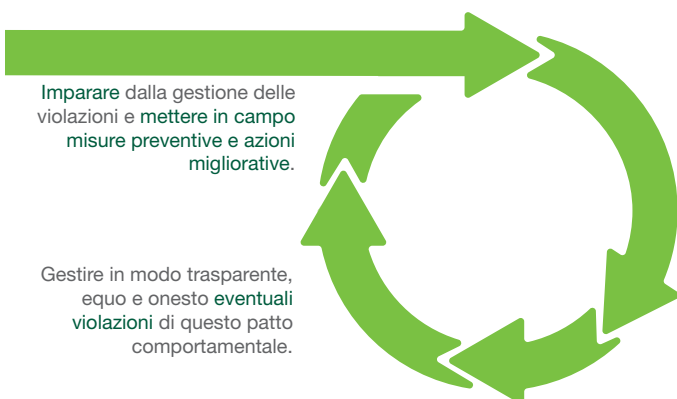 Imparare dalla gestione delle
violazioni e mettere in campo
misure preventive e azioni
migliorative.
Gestire in modo trasparente,
equo e onesto eventuali
violazioni di questo patto
comportamentale.